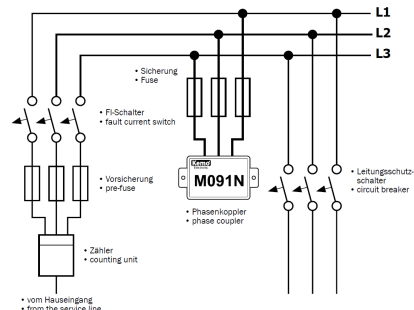 L1
L2
L3
• Sicherung
• Fuse
• FI-Schalter
• fault current switch
Kemo
M091N
• Vorsicherung
• pre-fuse
• Leitungsschutz-
schalter
• circuit breaker
• Phasenkoppler
• phase coupler
• Zähler
• counting unit
• vom Hauseingang
• from the service line